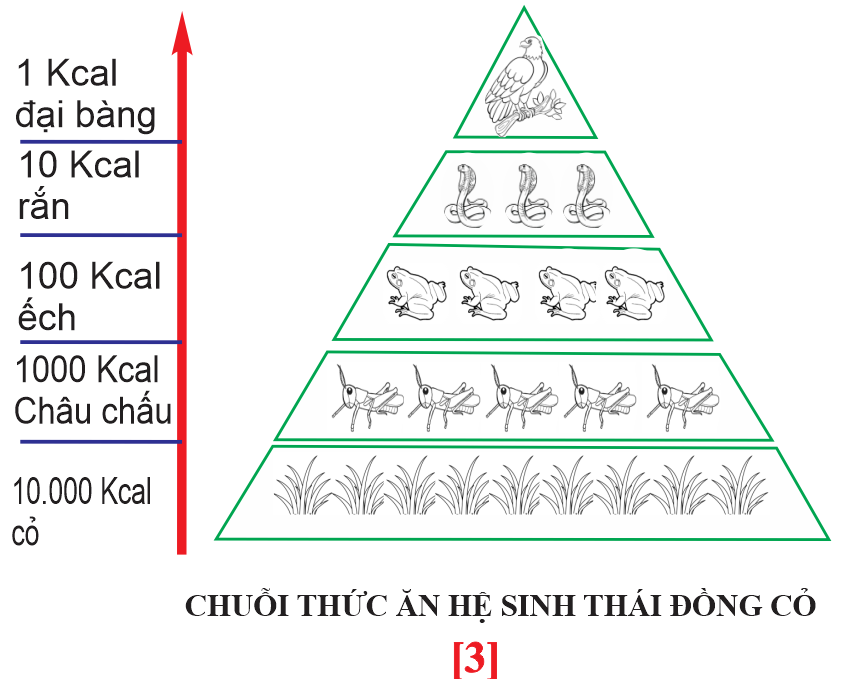 1 Kcal
đại bàng
10 Kcal
rắn
100 Kcal
ếch
1000 Kcal
Châu chấu
10.000 Kcal
cỏ
CHUỖI THỨC ĂN HỆ SINH THÁI ĐỒNG CỎ
[3]